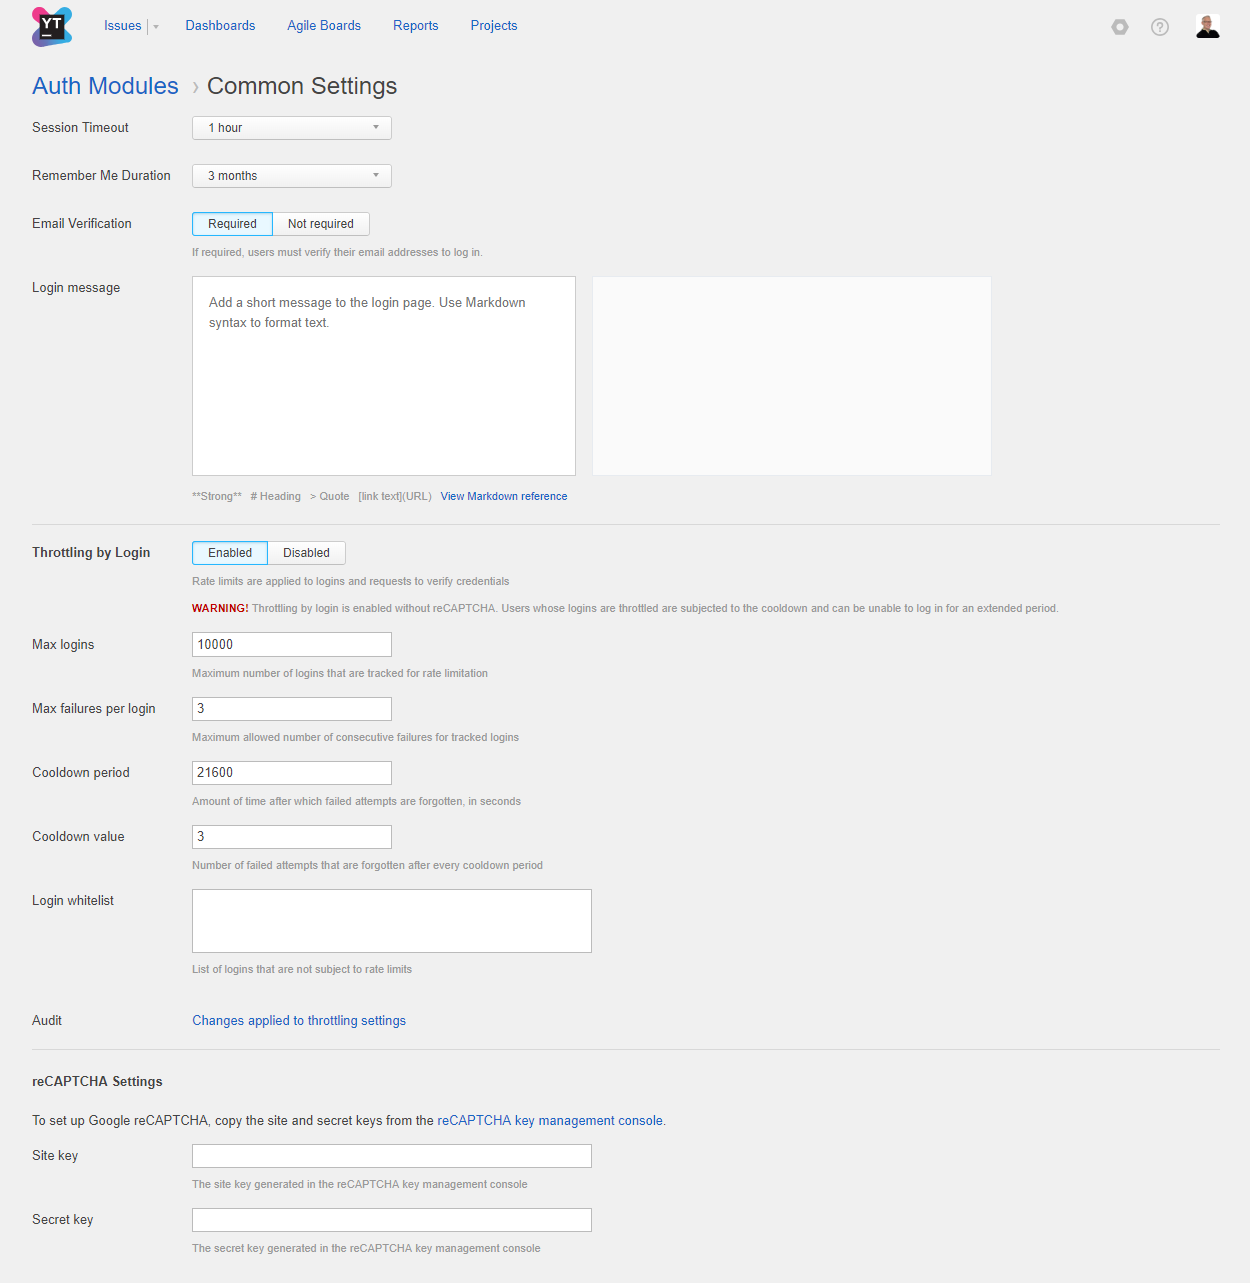 YT
Issues
Dashboards
Agile Boards
Reports
Projects
Auth Modules › Common Settings
Session Timeout
1 hour
Remember Me Duration
3 months
Email Verification
Required
Not required
If required, users must verify their email addresses to log in.
Login message
Add a short message to the login page. Use Markdown
syntax to format text.
**Strong** # Heading > Quote [link text](URL) View Markdown reference
Throttling by Login
Enabled
Disabled
Rate limits are applied to logins and requests to verify credentials
WARNING! Throttling by login is enabled without reCAPTCHA. Users whose logins are throttled are subjected to the cooldown and can be unable to log in for an extended period.
Max logins
10000
Maximum number of logins that are tracked for rate limitation
Max failures per login
3
Maximum allowed number of consecutive failures for tracked logins
Cooldown period
21600
Amount of time after which failed attempts are forgotten, in seconds
Cooldown value
3
Number of failed attempts that are forgotten after every cooldown period
Login whitelist
List of logins that are not subject to rate limits
Audit
Changes applied to throttling settings
reCAPTCHA Settings
To set up Google reCAPTCHA, copy the site and secret keys from the reCAPTCHA key management console.
Site key
The site key generated in the reCAPTCHA key management console
Secret key
The secret key generated in the reCAPTCHA key management console